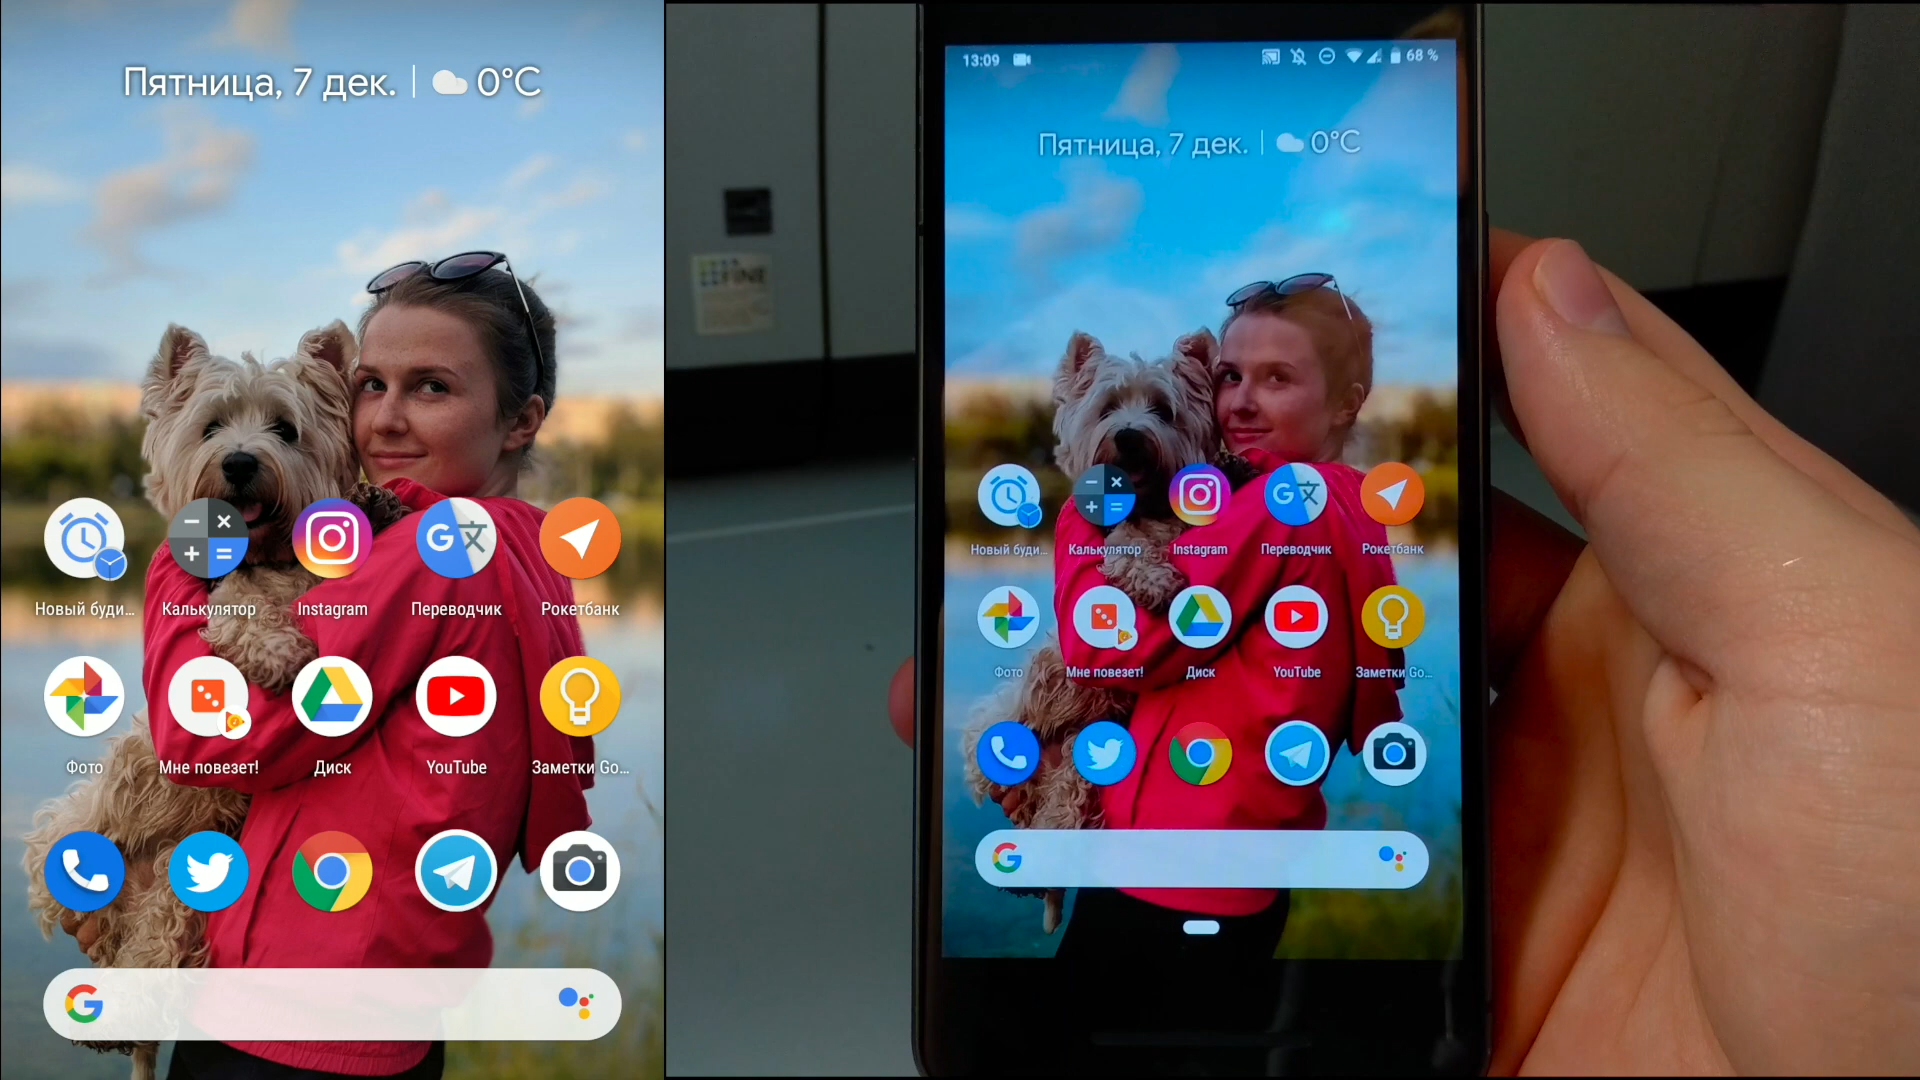 Пятница, 7 дек. | 0°C
Новый буди...
Калькулятор
Instagram
Переводчик
Рокетбанк
Фото
Мне повезет!
Диск
YouTube
Заметки Go...
13:09
68 %
Пятница, 7 дек. | 0°C
Новый буди...
Калькулятор
Instagram
Переводчик
Рокетбанк
Фото
Мне повезет!
Диск
YouTube
Заметки Go...